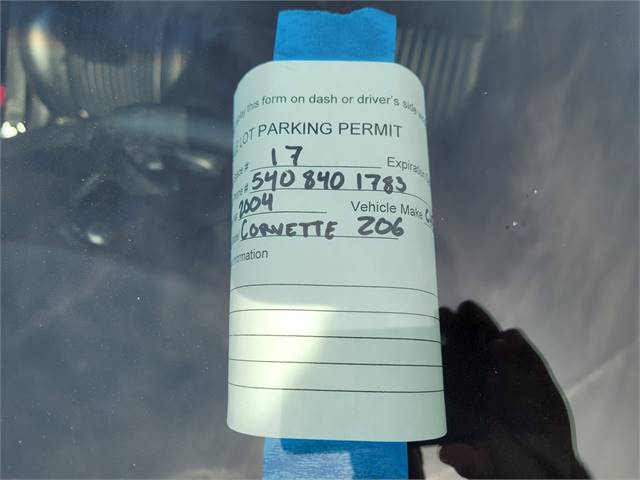 this form on dash or driver's side
LOT PARKING PERMIT
# 17 Expiration
# 540 840 1783
2004 Vehicle Make
CORVETTE Z06